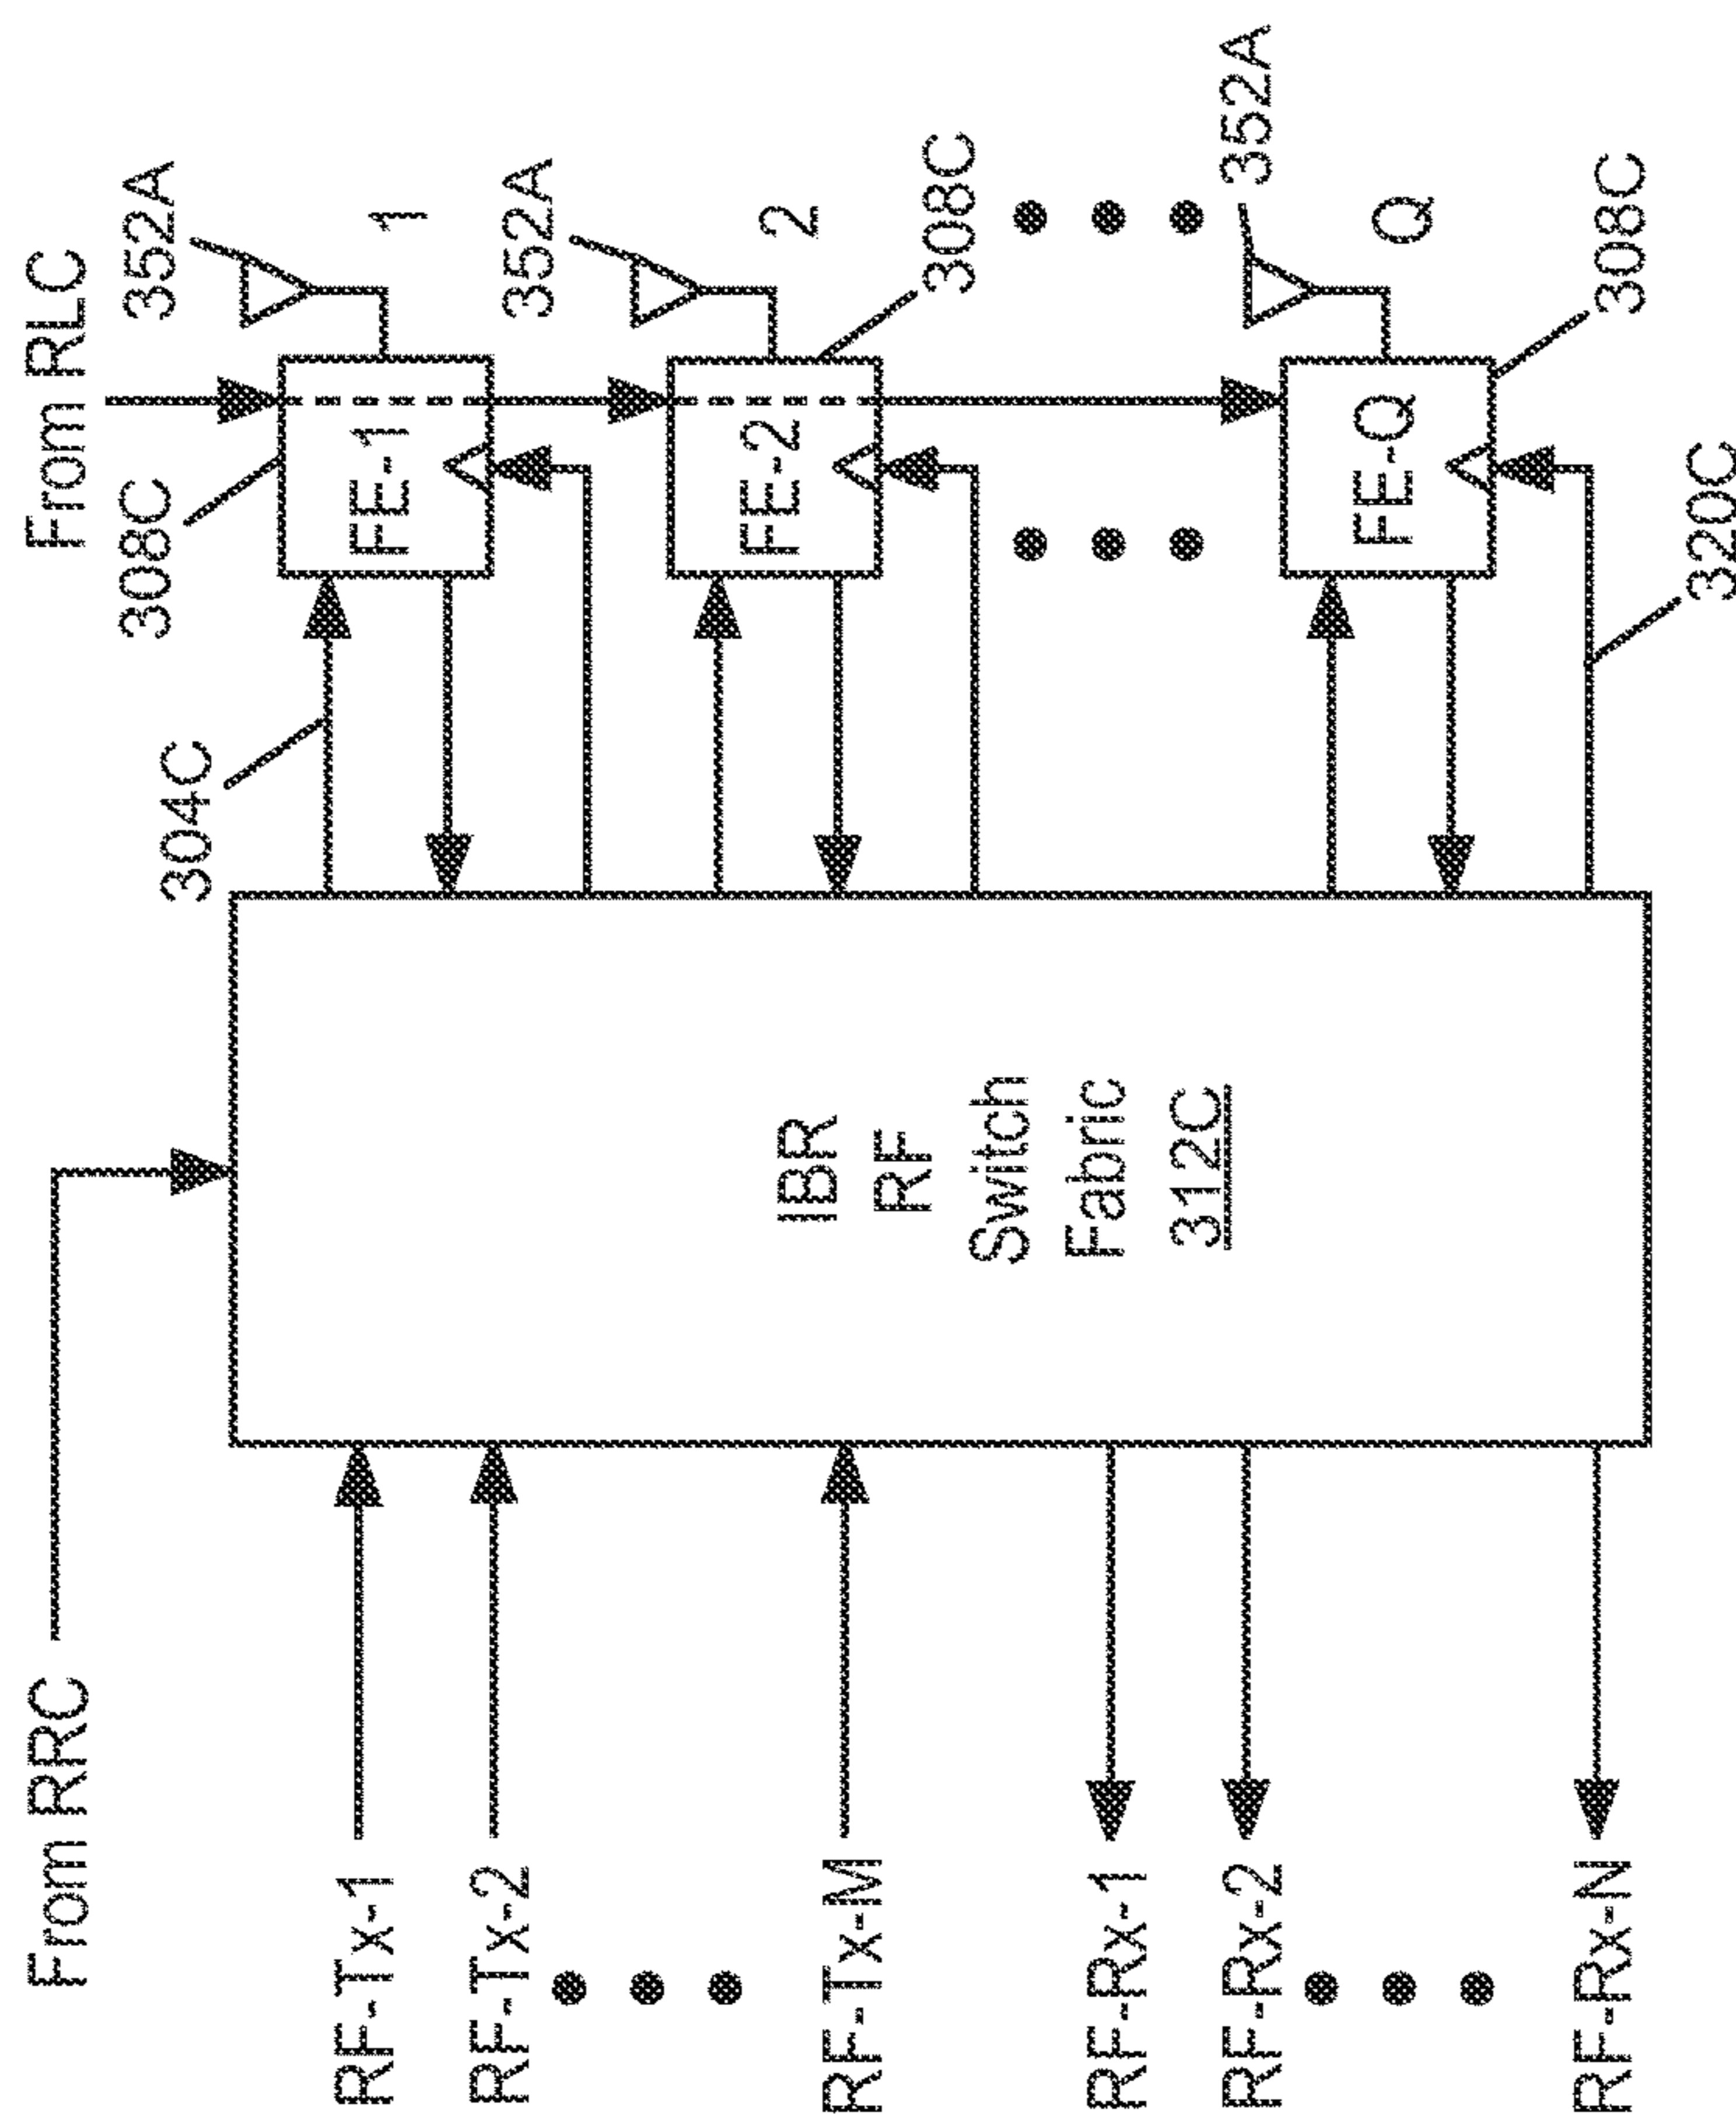 From RRC
From RLC
RF-Tx-1
RF-Tx-2
RF-Tx-M
RF-Rx-1
RF-Rx-2
RF-Rx-N
IBR
RF
Switch
Fabric
312C
304C
308C
352A
FE-1
1
352A
FE-2
2
308C
352A
FE-Q
Q
308C
320C